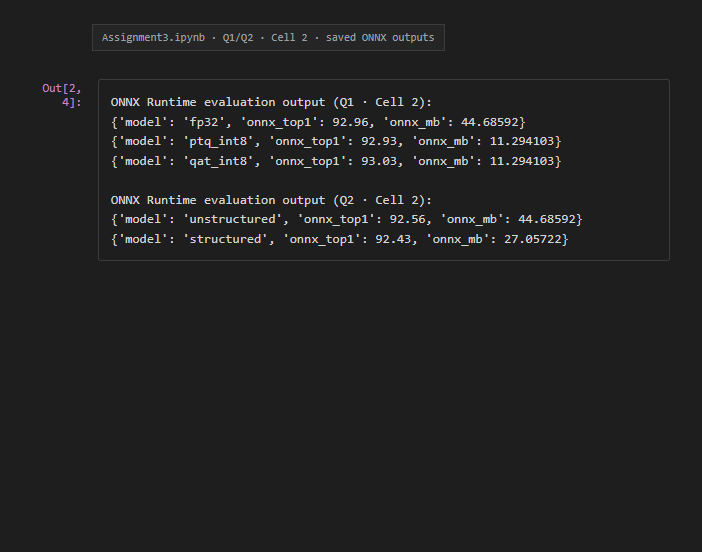 Assignment3.ipynb · Q1/Q2 · Cell 2 · saved ONNX outputs
Out[2,
4]:
ONNX Runtime evaluation output (Q1 · Cell 2):
{'model': 'fp32', 'onnx_top1': 92.96, 'onnx_mb': 44.68592}
{'model': 'ptq_int8', 'onnx_top1': 92.93, 'onnx_mb': 11.294103}
{'model': 'qat_int8', 'onnx_top1': 93.03, 'onnx_mb': 11.294103}
ONNX Runtime evaluation output (Q2 · Cell 2):
{'model': 'unstructured', 'onnx_top1': 92.56, 'onnx_mb': 44.68592}
{'model': 'structured', 'onnx_top1': 92.43, 'onnx_mb': 27.05722}